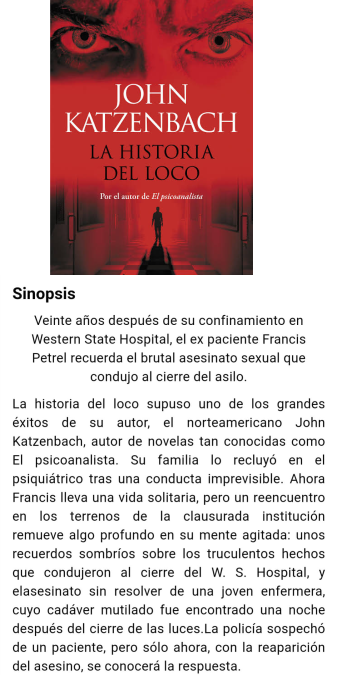 JOHN
KATZENBACH
LA HISTORIA
DEL LOCO
Por el autor de El psicoanalista
Sinopsis
Veinte años después de su confinamiento en
Western State Hospital, el ex paciente Francis
Petrel recuerda el brutal asesinato sexual que
condujo al cierre del asilo.
La historia del loco supuso uno de los grandes
éxitos de su autor, el norteamericano John
Katzenbach, autor de novelas tan conocidas como
El psicoanalista. Su familia lo recluyó en el
psiquiátrico tras una conducta imprevisible. Ahora
Francis lleva una vida solitaria, pero un reencuentro
en los terrenos de la clausurada institución
remueve algo profundo en su mente agitada: unos
recuerdos sombríos sobre los truculentos hechos
que condujeron al cierre del W. S. Hospital, y
elasesinato sin resolver de una joven enfermera,
cuyo cadáver mutilado fue encontrado una noche
después del cierre de las luces.La policía sospechó
de un paciente, pero sólo ahora, con la reaparición
del asesino, se conocerá la respuesta.